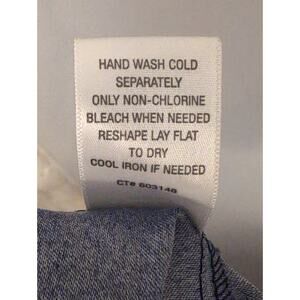 HAND WASH COLD
SEPARATELY
ONLY NON-CHLORINE
BLEACH WHEN NEEDED
RESHAPE LAY FLAT
TO DRY
COOL IRON IF NEEDED
CT# 603148